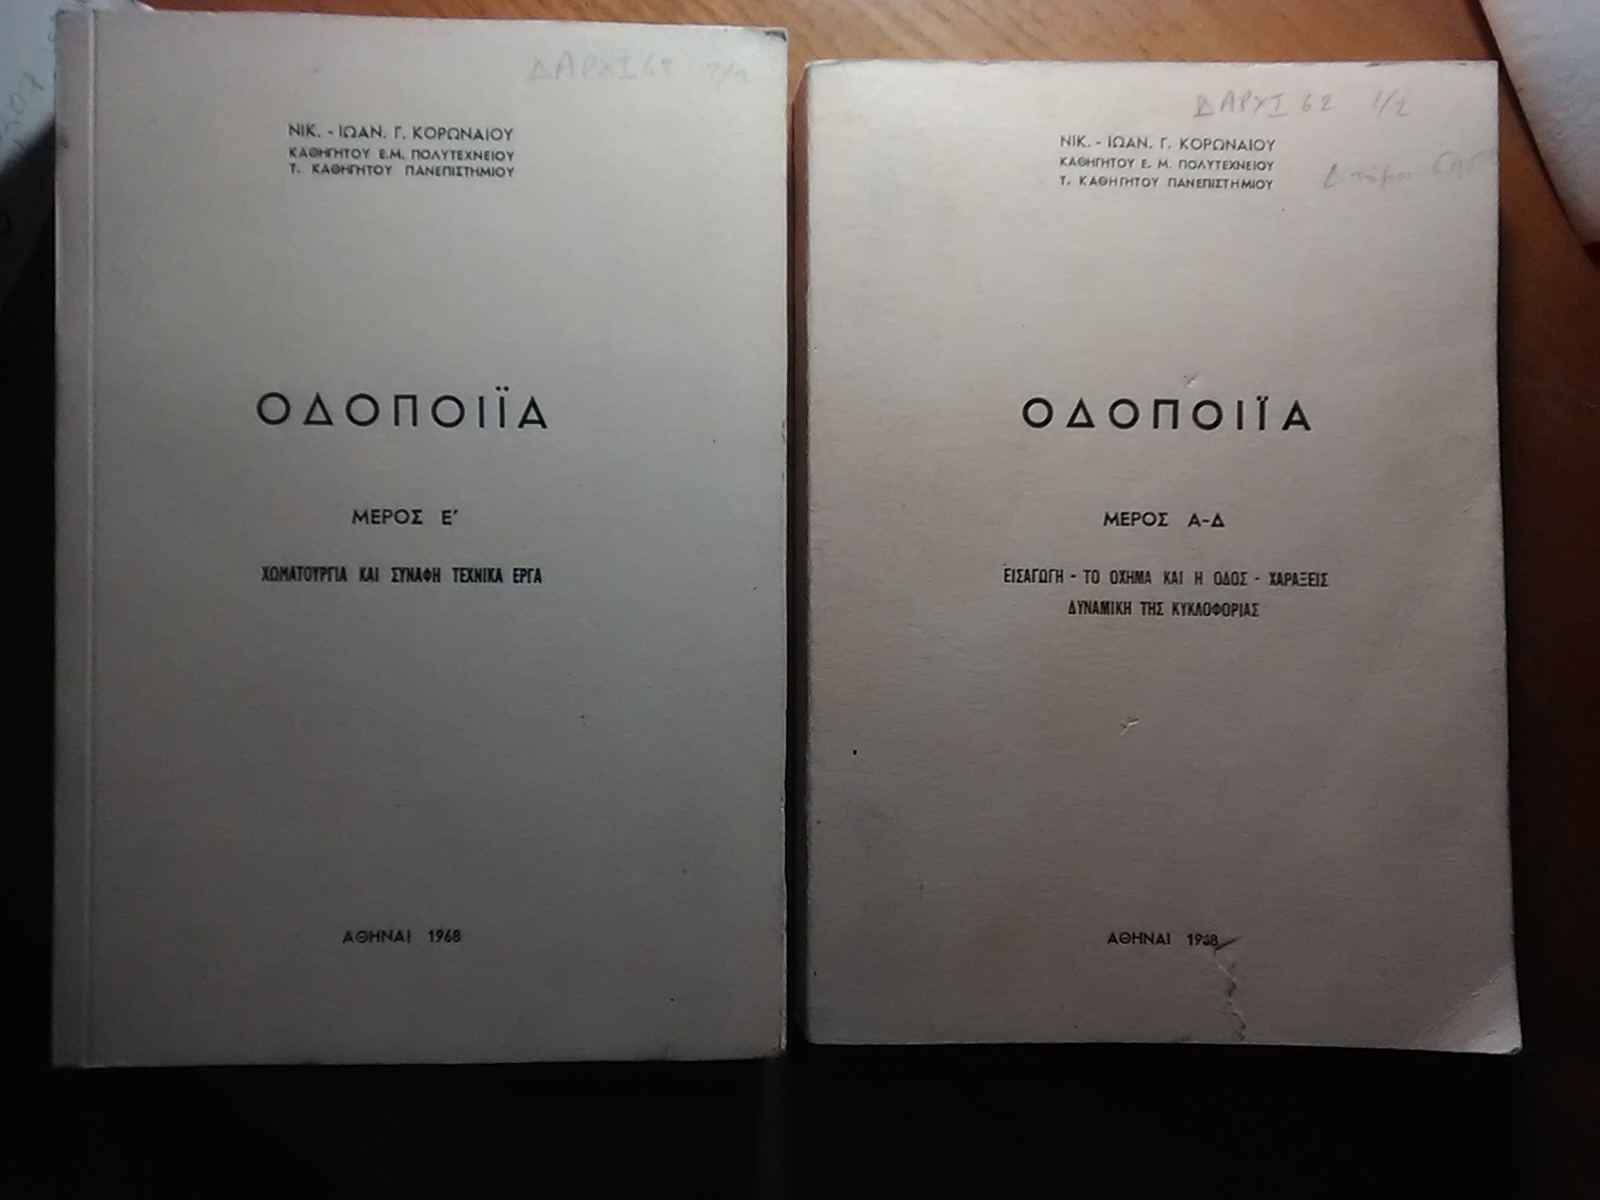 ΔΑΡΧΙ 62
ΝΙΚ. - ΙΩΑΝ. Γ. ΚΟΡΩΝΑΙΟΥ
ΚΑΘΗΓΗΤΟΥ Ε.Μ. ΠΟΛΥΤΕΧΝΕΙΟΥ
Τ. ΚΑΘΗΓΗΤΟΥ ΠΑΝΕΠΙΣΤΗΜΙΟΥ
ΟΔΟΠΟΙΪΑ
ΜΕΡΟΣ Ε'
ΧΩΜΑΤΟΥΡΓΙΑ ΚΑΙ ΣΥΝΑΦΗ ΤΕΧΝΙΚΑ ΕΡΓΑ
ΑΘΗΝΑΙ 1968
ΔΑΡΧΙ 62 1/2
ΝΙΚ. - ΙΩΑΝ. Γ. ΚΟΡΩΝΑΙΟΥ
ΚΑΘΗΓΗΤΟΥ Ε. Μ. ΠΟΛΥΤΕΧΝΕΙΟΥ
Τ. ΚΑΘΗΓΗΤΟΥ ΠΑΝΕΠΙΣΤΗΜΙΟΥ
ΟΔΟΠΟΙΪΑ
ΜΕΡΟΣ Α-Δ
ΕΙΣΑΓΩΓΗ - ΤΟ ΟΧΗΜΑ ΚΑΙ Η ΟΔΟΣ - ΧΑΡΑΞΕΙΣ
ΔΥΝΑΜΙΚΗ ΤΗΣ ΚΥΚΛΟΦΟΡΙΑΣ
ΑΘΗΝΑΙ 1968